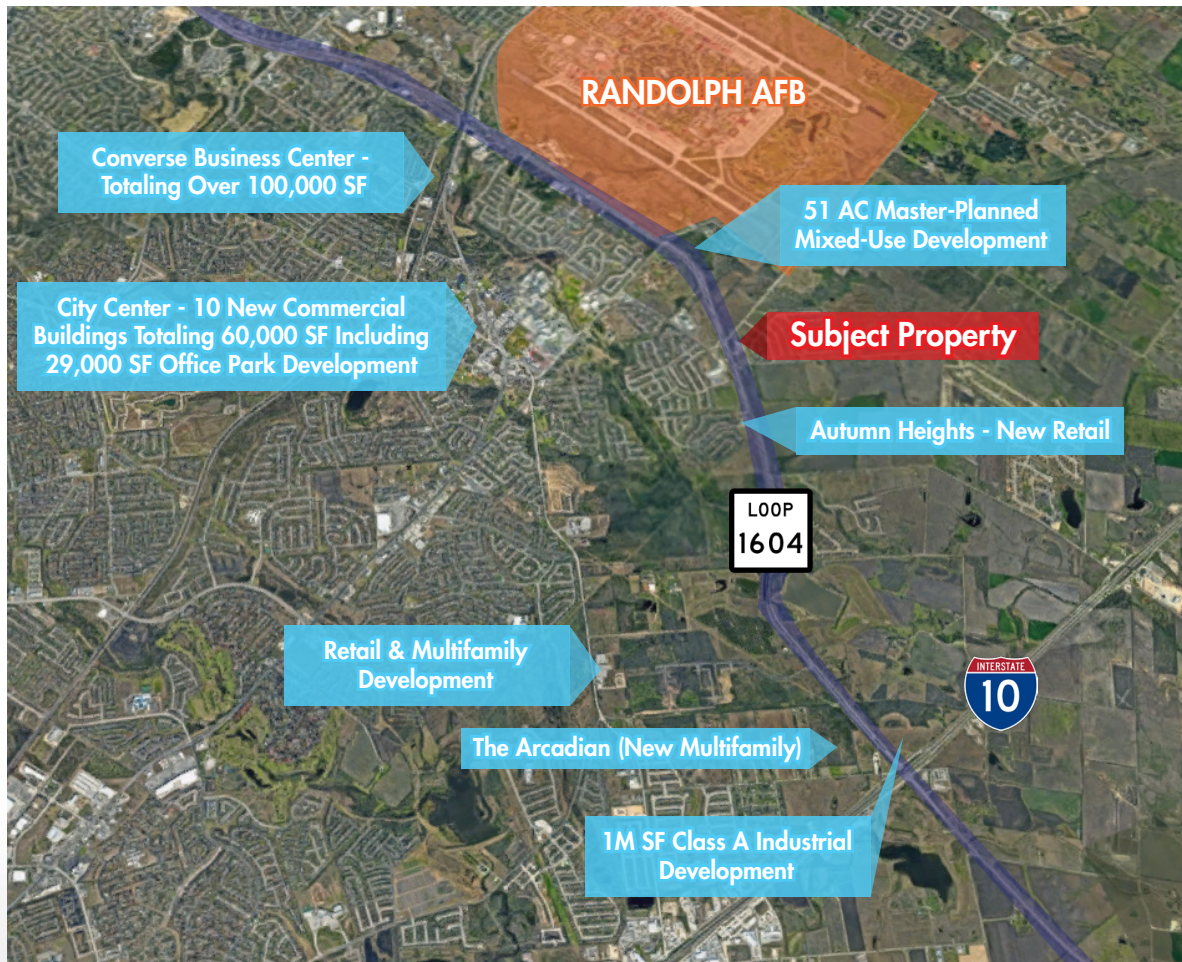 RANDOLPH AFB
Converse Business Center -
Totaling Over 100,000 SF
51 AC Master-Planned
Mixed-Use Development
City Center - 10 New Commercial
Buildings Totaling 60,000 SF Including
29,000 SF Office Park Development
Subject Property
Autumn Heights - New Retail
LOOP
1604
Retail & Multifamily
Development
INTERSTATE
10
The Arcadian (New Multifamily)
1M SF Class A Industrial
Development